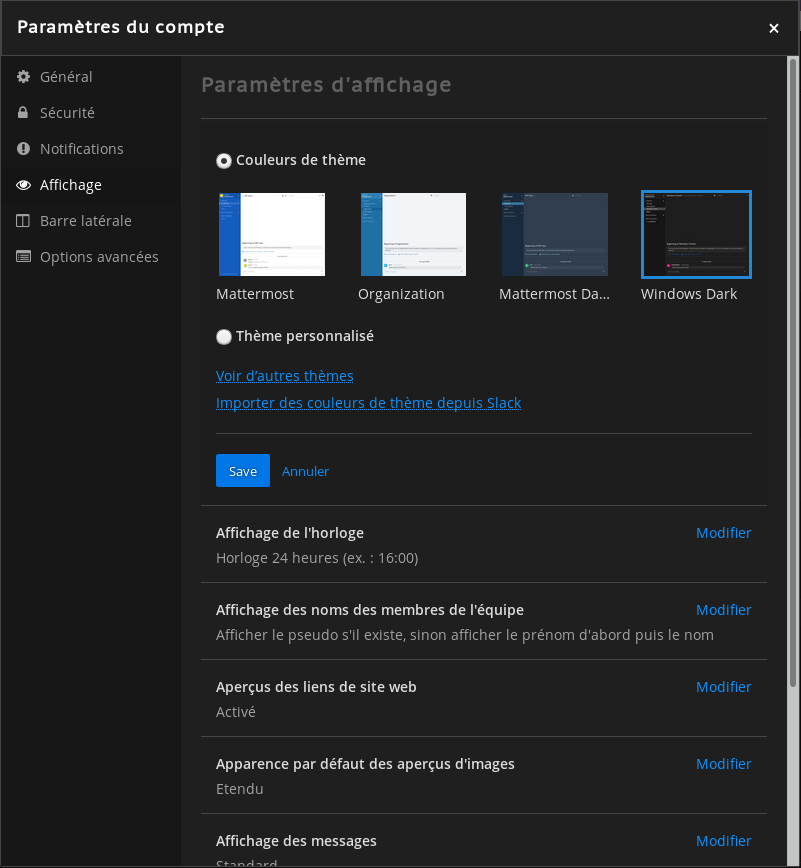 Paramètres du compte
×
Général
Sécurité
Notifications
Affichage
Barre latérale
Options avancées
Paramètres d'affichage
Couleurs de thème
Mattermost
Organization
Mattermost Da...
Windows Dark
Thème personnalisé
Voir d’autres thèmes
Importer des couleurs de thème depuis Slack
Save
Annuler
Affichage de l'horloge
Modifier
Horloge 24 heures (ex. : 16:00)
Affichage des noms des membres de l'équipe
Modifier
Afficher le pseudo s'il existe, sinon afficher le prénom d'abord puis le nom
Aperçus des liens de site web
Modifier
Activé
Apparence par défaut des aperçus d'images
Modifier
Etendu
Affichage des messages
Modifier
Standard